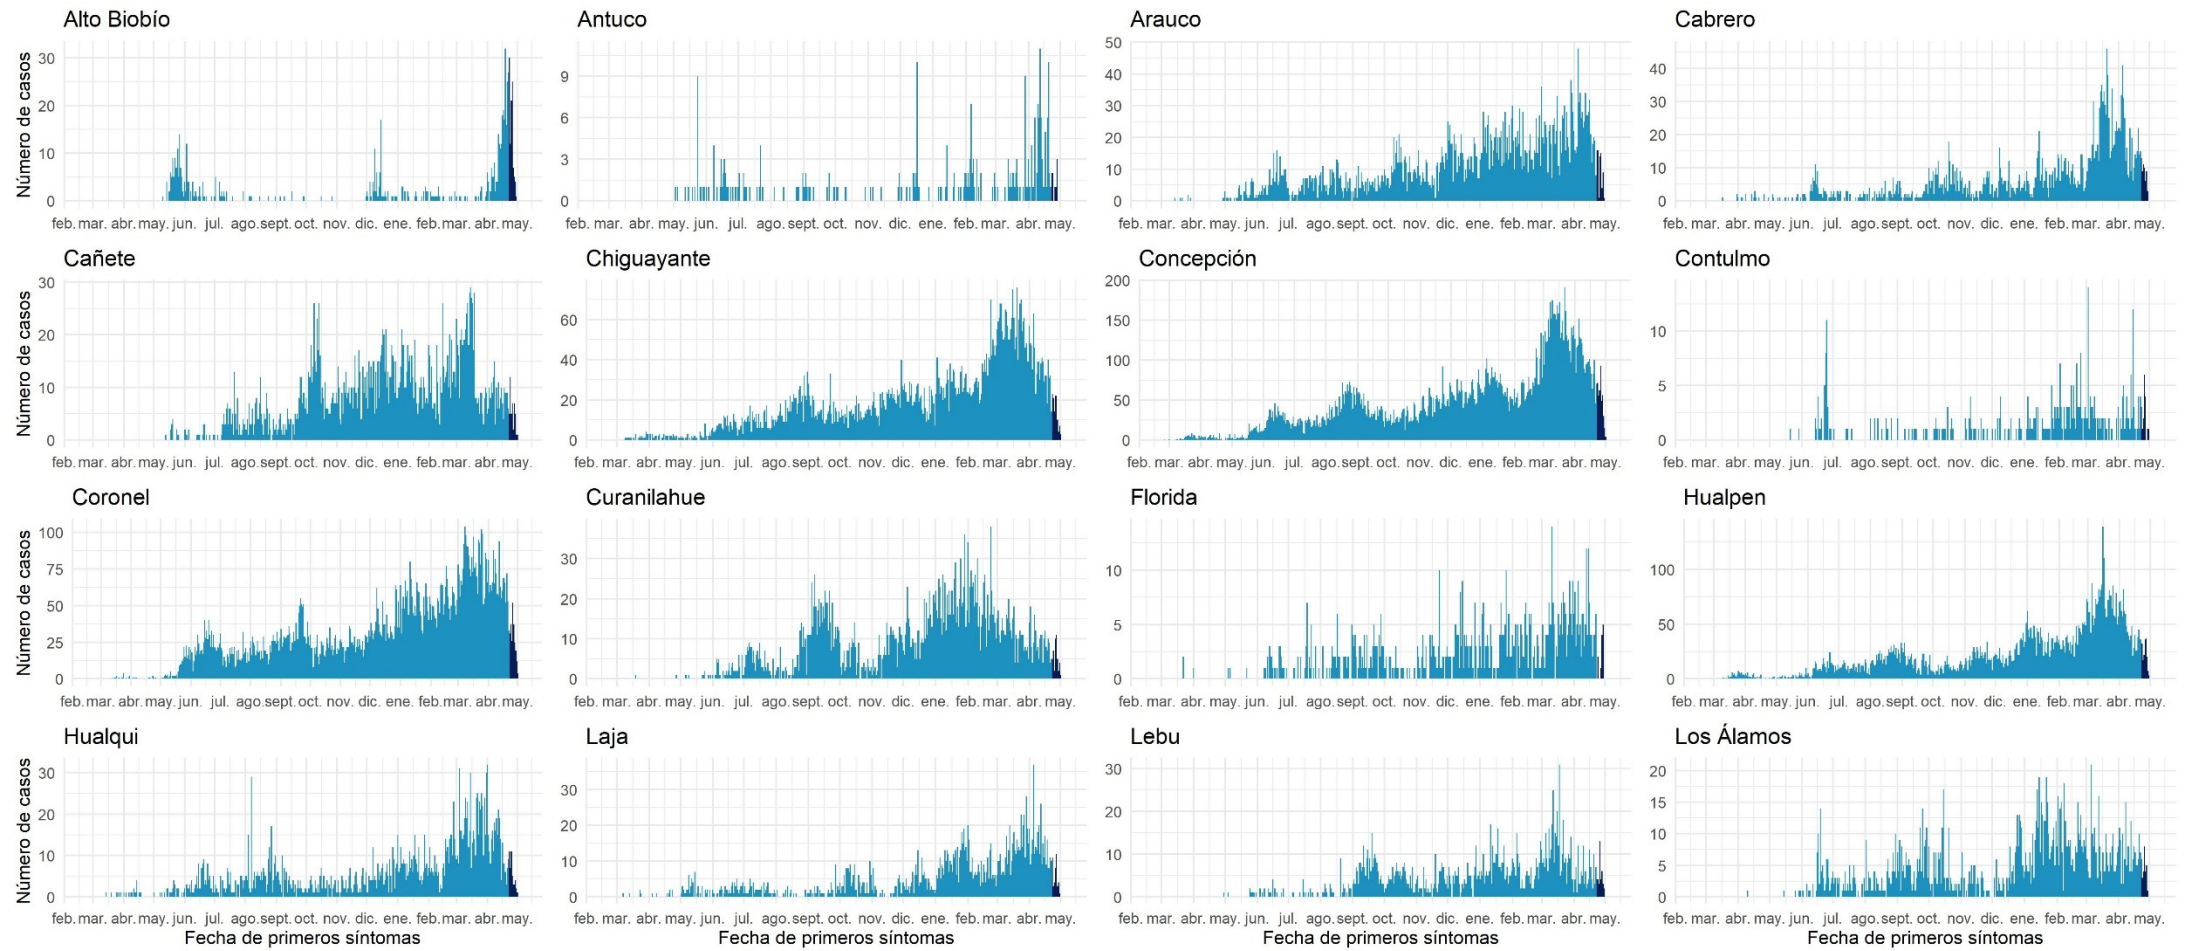 Alto Biobío
Número de casos
30
20
10
0
feb. mar. abr. may. jun. jul. ago. sept. oct. nov. dic. ene. feb. mar. abr. may.
Antuco
9
6
3
0
feb. mar. abr. may. jun. jul. ago. sept. oct. nov. dic. ene. feb. mar. abr. may.
Arauco
50
40
30
20
10
0
feb. mar. abr. may. jun. jul. ago. sept. oct. nov. dic. ene. feb. mar. abr. may.
Cabrero
40
30
20
10
0
feb. mar. abr. may. jun. jul. ago. sept. oct. nov. dic. ene. feb. mar. abr. may.
Cañete
Número de casos
30
20
10
0
feb. mar. abr. may. jun. jul. ago. sept. oct. nov. dic. ene. feb. mar. abr. may.
Chiguayante
60
40
20
0
feb. mar. abr. may. jun. jul. ago. sept. oct. nov. dic. ene. feb. mar. abr. may.
Concepción
200
150
100
50
0
feb. mar. abr. may. jun. jul. ago. sept. oct. nov. dic. ene. feb. mar. abr. may.
Contulmo
10
5
0
feb. mar. abr. may. jun. jul. ago. sept. oct. nov. dic. ene. feb. mar. abr. may.
Coronel
Número de casos
100
75
50
25
0
feb. mar. abr. may. jun. jul. ago. sept. oct. nov. dic. ene. feb. mar. abr. may.
Curanilahue
30
20
10
0
feb. mar. abr. may. jun. jul. ago. sept. oct. nov. dic. ene. feb. mar. abr. may.
Florida
10
5
0
feb. mar. abr. may. jun. jul. ago. sept. oct. nov. dic. ene. feb. mar. abr. may.
Hualpen
100
50
0
feb. mar. abr. may. jun. jul. ago. sept. oct. nov. dic. ene. feb. mar. abr. may.
Hualqui
Número de casos
30
20
10
0
feb. mar. abr. may. jun. jul. ago. sept. oct. nov. dic. ene. feb. mar. abr. may.
Fecha de primeros síntomas
Laja
30
20
10
0
feb. mar. abr. may. jun. jul. ago. sept. oct. nov. dic. ene. feb. mar. abr. may.
Fecha de primeros síntomas
Lebu
30
20
10
0
feb. mar. abr. may. jun. jul. ago. sept. oct. nov. dic. ene. feb. mar. abr. may.
Fecha de primeros síntomas
Los Álamos
20
15
10
5
0
feb. mar. abr. may. jun. jul. ago. sept. oct. nov. dic. ene. feb. mar. abr. may.
Fecha de primeros síntomas